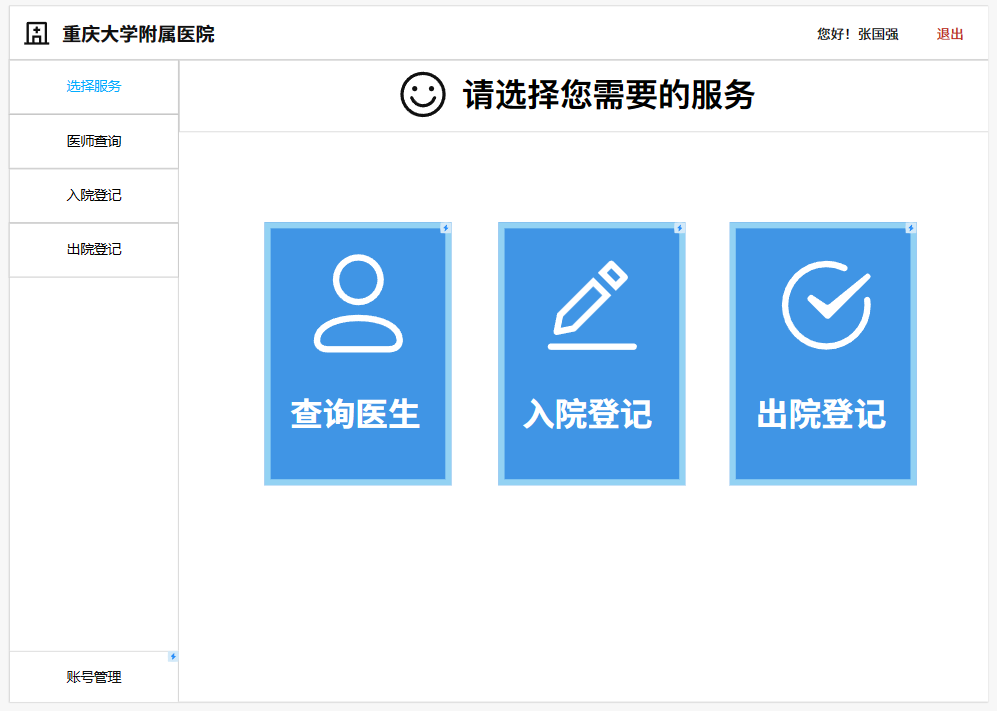 重庆大学附属医院
您好！张国强
退出
选择服务
医师查询
入院登记
出院登记
账号管理
请选择您需要的服务
查询医生
入院登记
出院登记